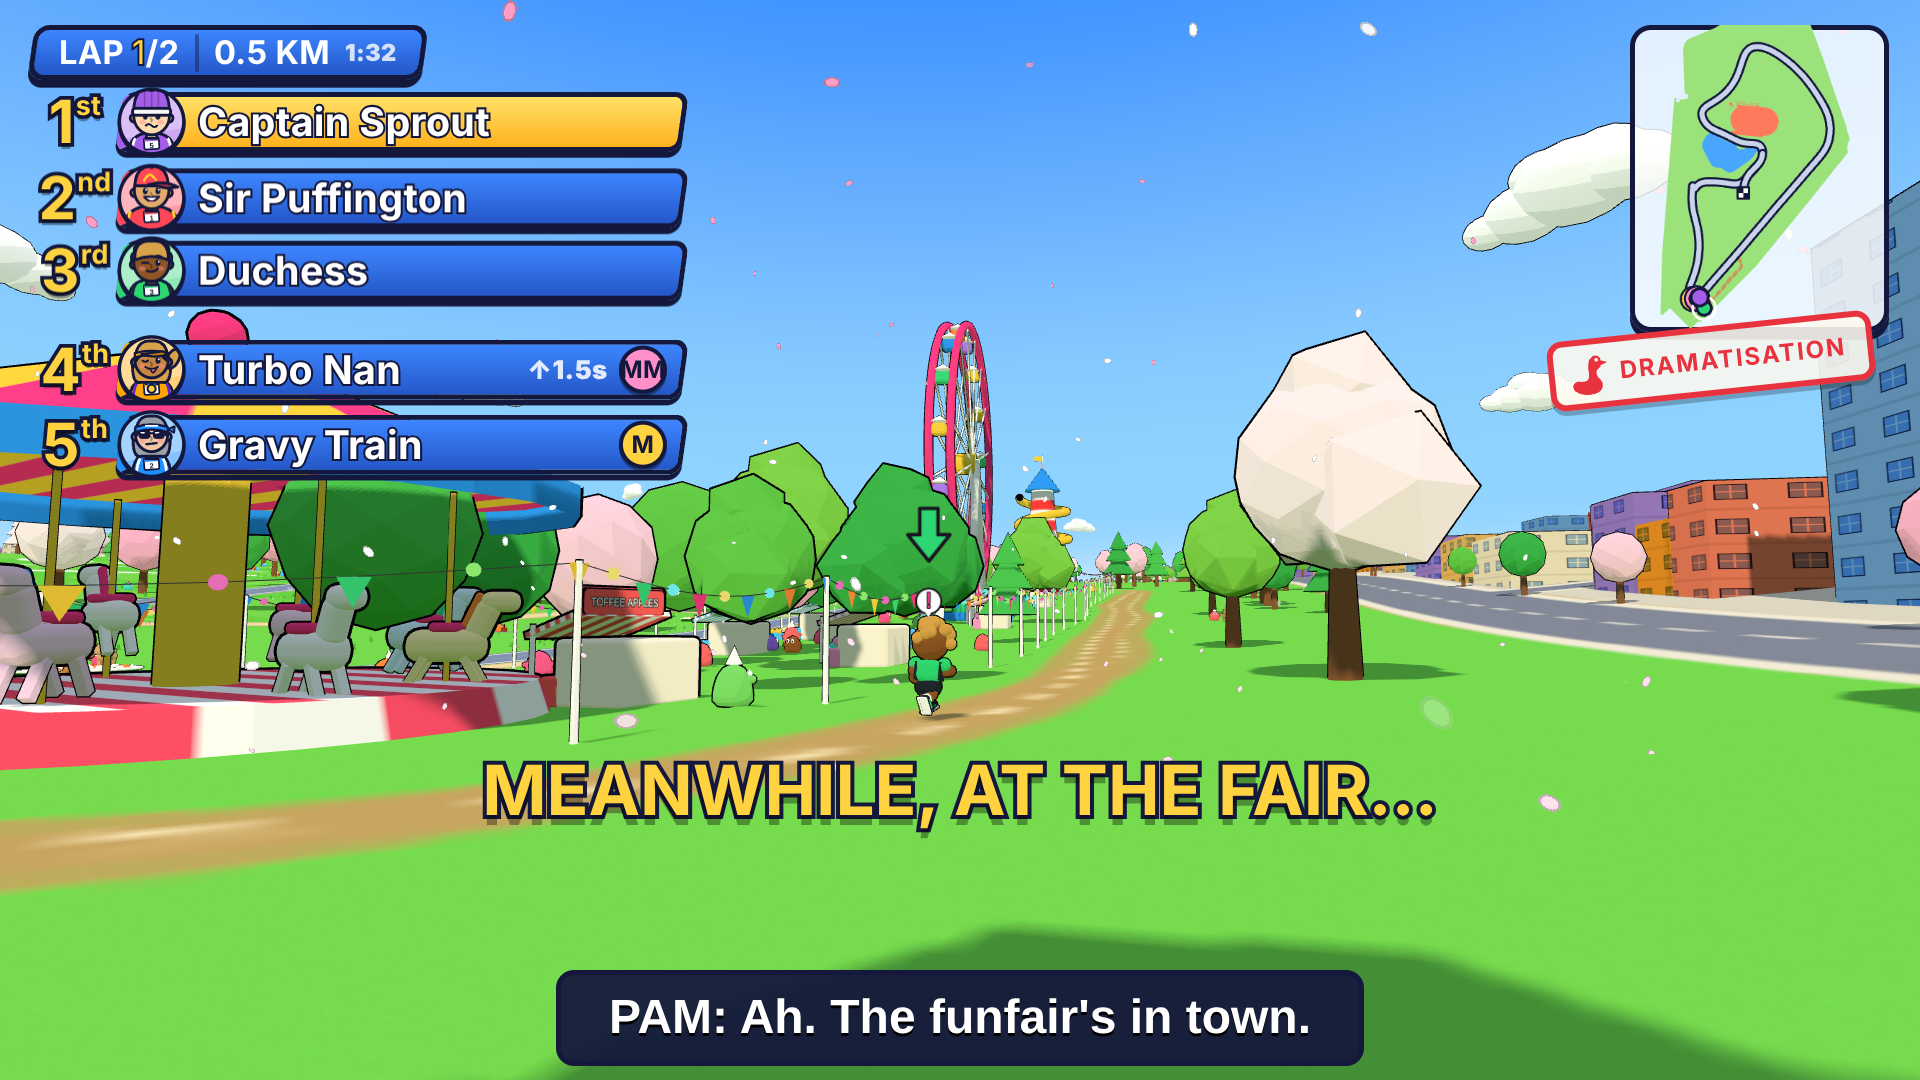 LAP 1/2 0.5 KM 1:32
1st Captain Sprout
2nd Sir Puffington
3rd Duchess
4th Turbo Nan ↑1.5s MM
5th Gravy Train M
DRAMATISATION
TOFFEE APPLES
!
MEANWHILE, AT THE FAIR...
PAM: Ah. The funfair's in town.